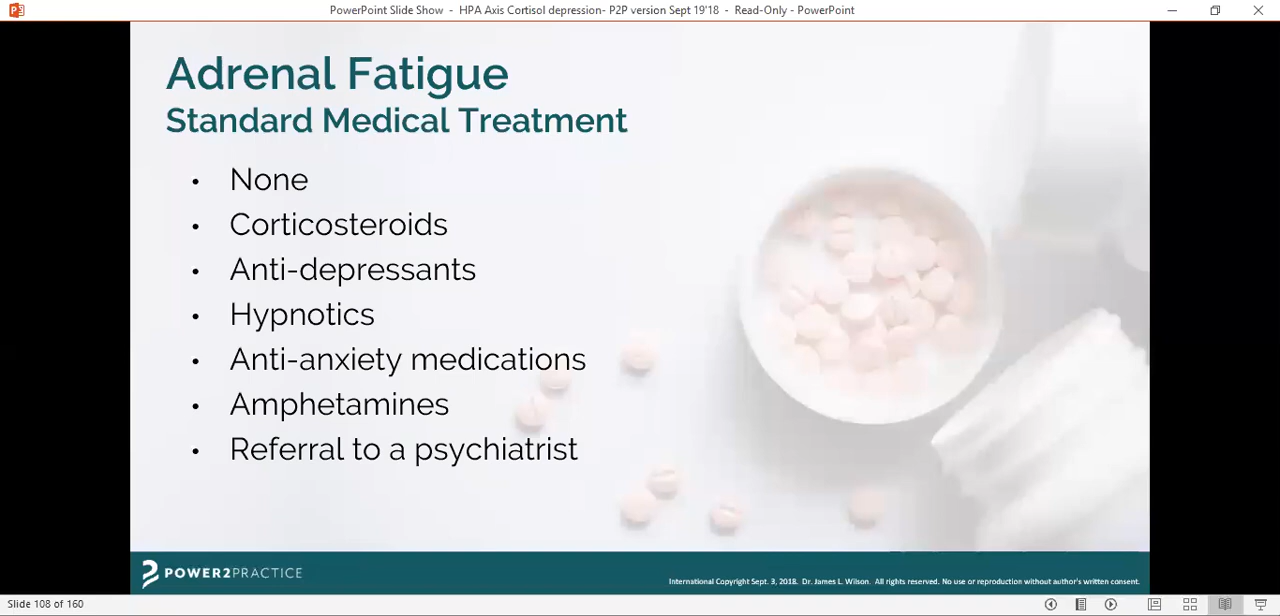 PowerPoint Slide Show - HPA Axis Cortisol depression- P2P version Sept 19'18 - Read-Only - PowerPoint
Adrenal Fatigue
Standard Medical Treatment
• None
• Corticosteroids
• Anti-depressants
• Hypnotics
• Anti-anxiety medications
• Amphetamines
• Referral to a psychiatrist
POWER2PRACTICE
International Copyright Sept. 3, 2018. Dr. James L. Wilson. All rights reserved. No use or reproduction without author's written consent.
Slide 108 of 160